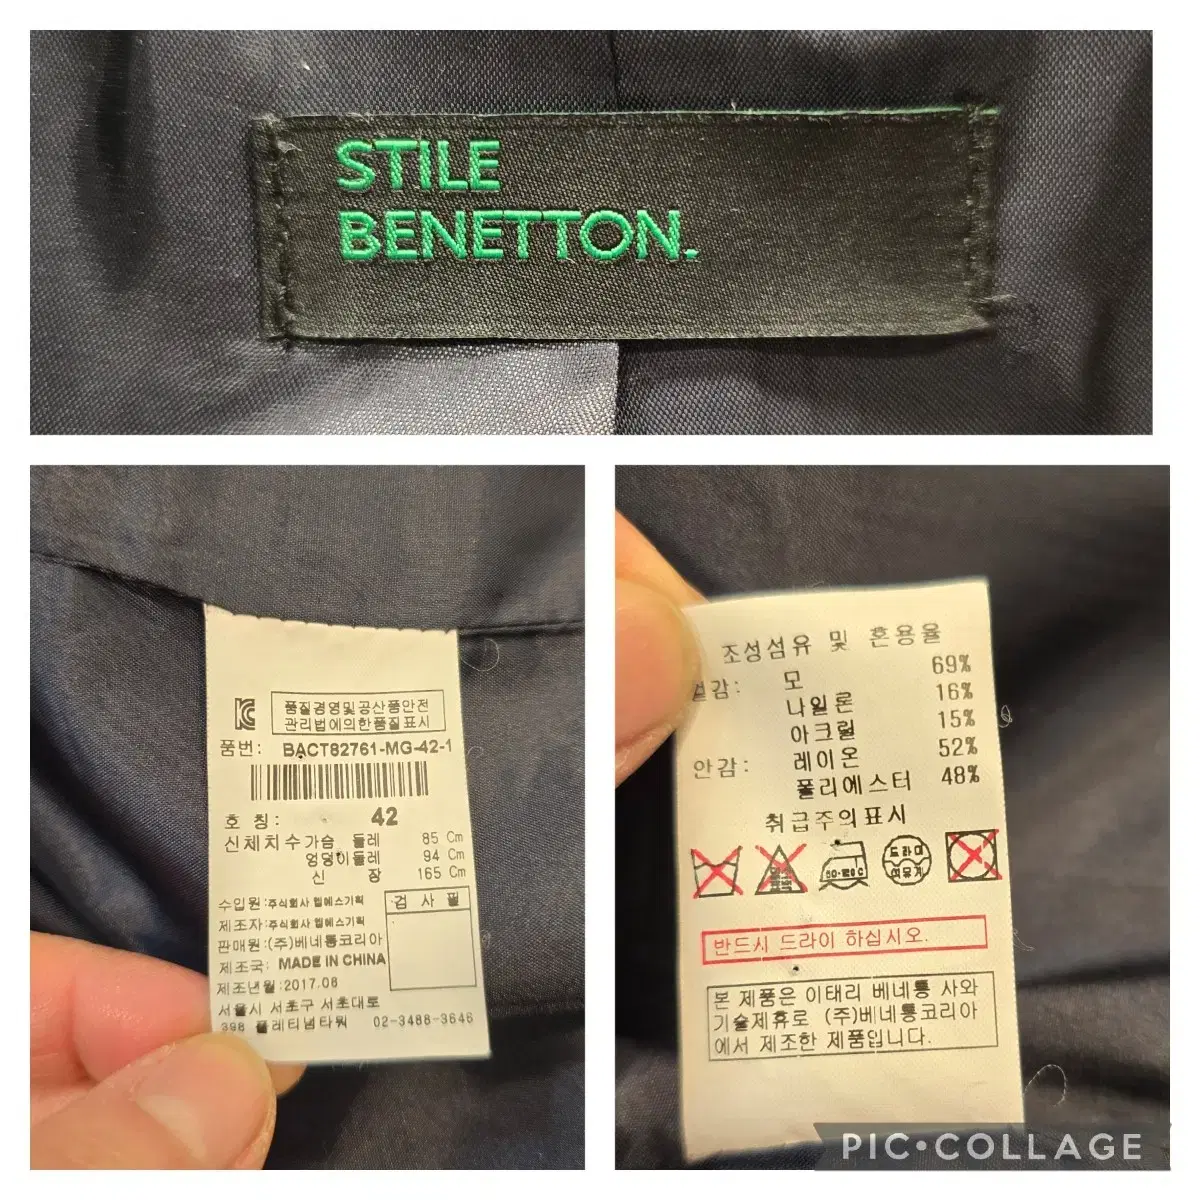 STILE
BENETTON.
품질경영및공산품안전
관리법에의한품질표시
품번: BACT82761-MG-42-1
호 칭: 42
신체치수 가슴 둘레 85 Cm
엉덩이둘레 94 Cm
신 장 165 Cm
수입원:주식회사 웹에스기획
제조자:주식회사 웹에스기획
판매원:(주)베네통코리아
제조국: MADE IN CHINA
제조년월:2017.08
검 사 필
서울시 서초구 서초대로
398 플래티넘타워 02-3488-3646
조성섬유 및 혼용율
겉감: 모 69%
나일론 16%
아크릴 15%
안감: 레이온 52%
폴리에스터 48%
취급주의표시
드라이
석유계
반드시 드라이 하십시오.
본 제품은 이태리 베네통 사와
기술제휴로 (주)베네통코리아
에서 제조한 제품입니다.
PIC•COLLAGE